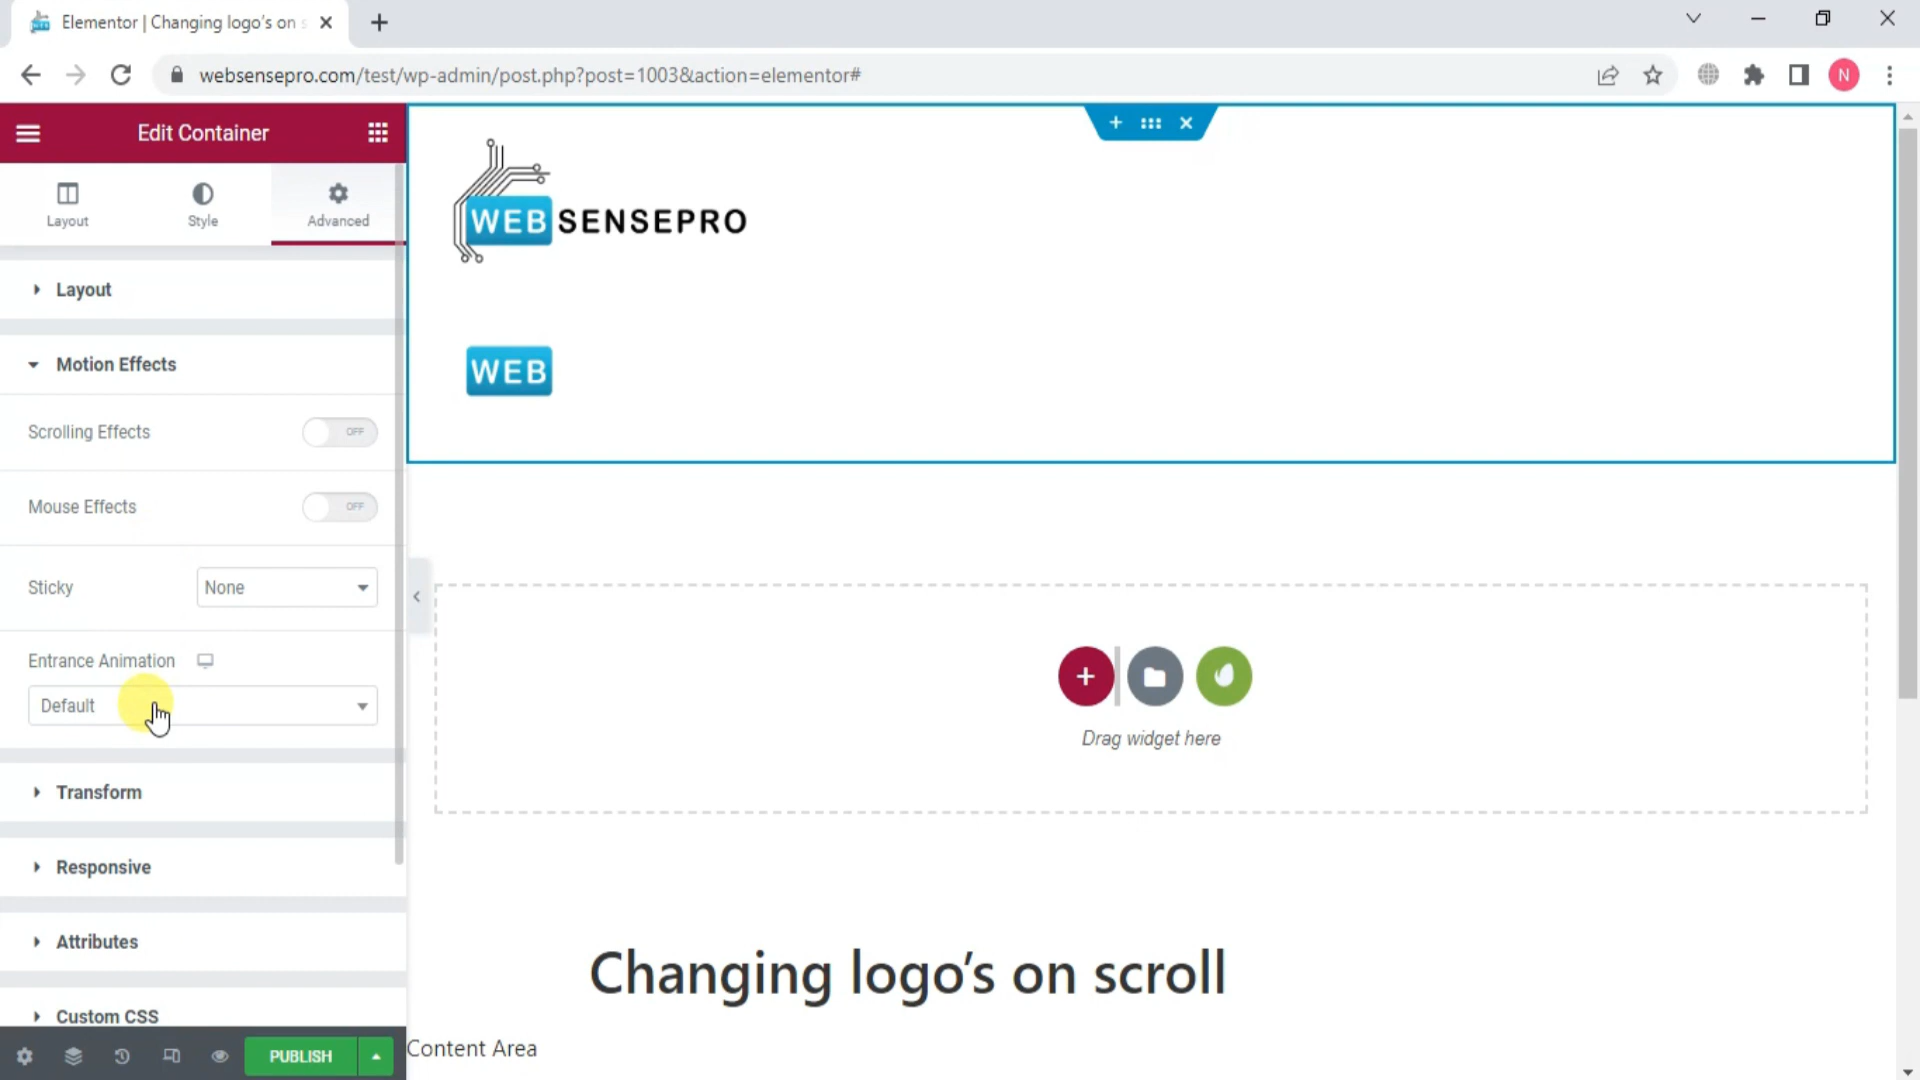 Elementor | Changing logo's on s
websensepro.com/test/wp-admin/post.php?post=1003&action=elementor#
N
Edit Container
Layout
Style
Advanced
Layout
Motion Effects
Scrolling Effects
OFF
Mouse Effects
OFF
Sticky
None
Entrance Animation
Default
Transform
Responsive
Attributes
Custom CSS
PUBLISH
WEB SENSEPRO
WEB
Drag widget here
Changing logo’s on scroll
Content Area